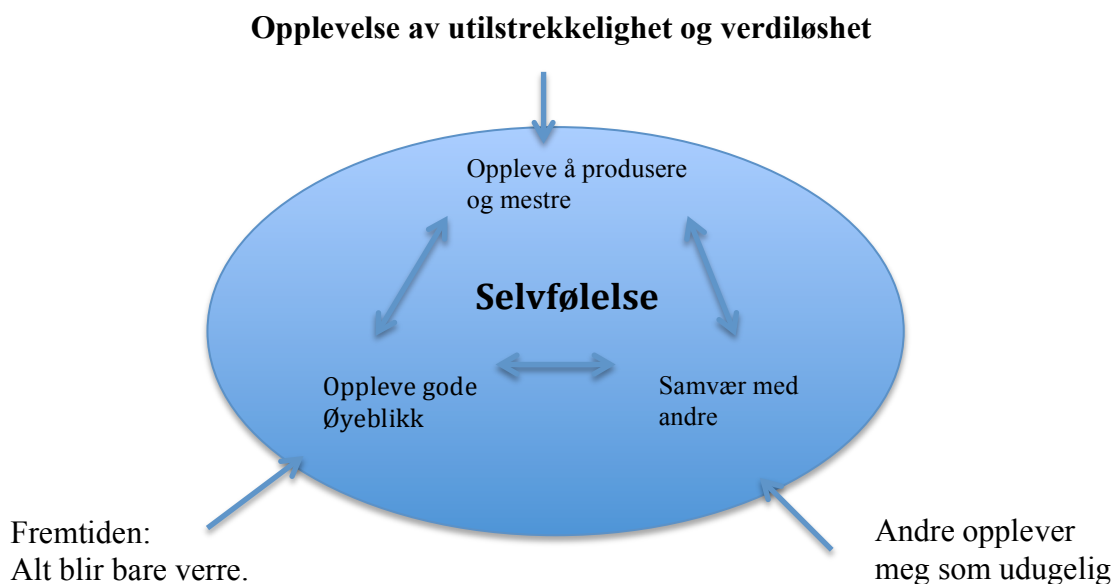 Opplevelse av utilstrekkelighet og verdiløshet
Oppleve å produsere
og mestre
Selvfølelse
Oppleve gode
Øyeblikk
Samvær med
andre
Fremtiden:
Alt blir bare verre.
Andre opplever
meg som udugelig